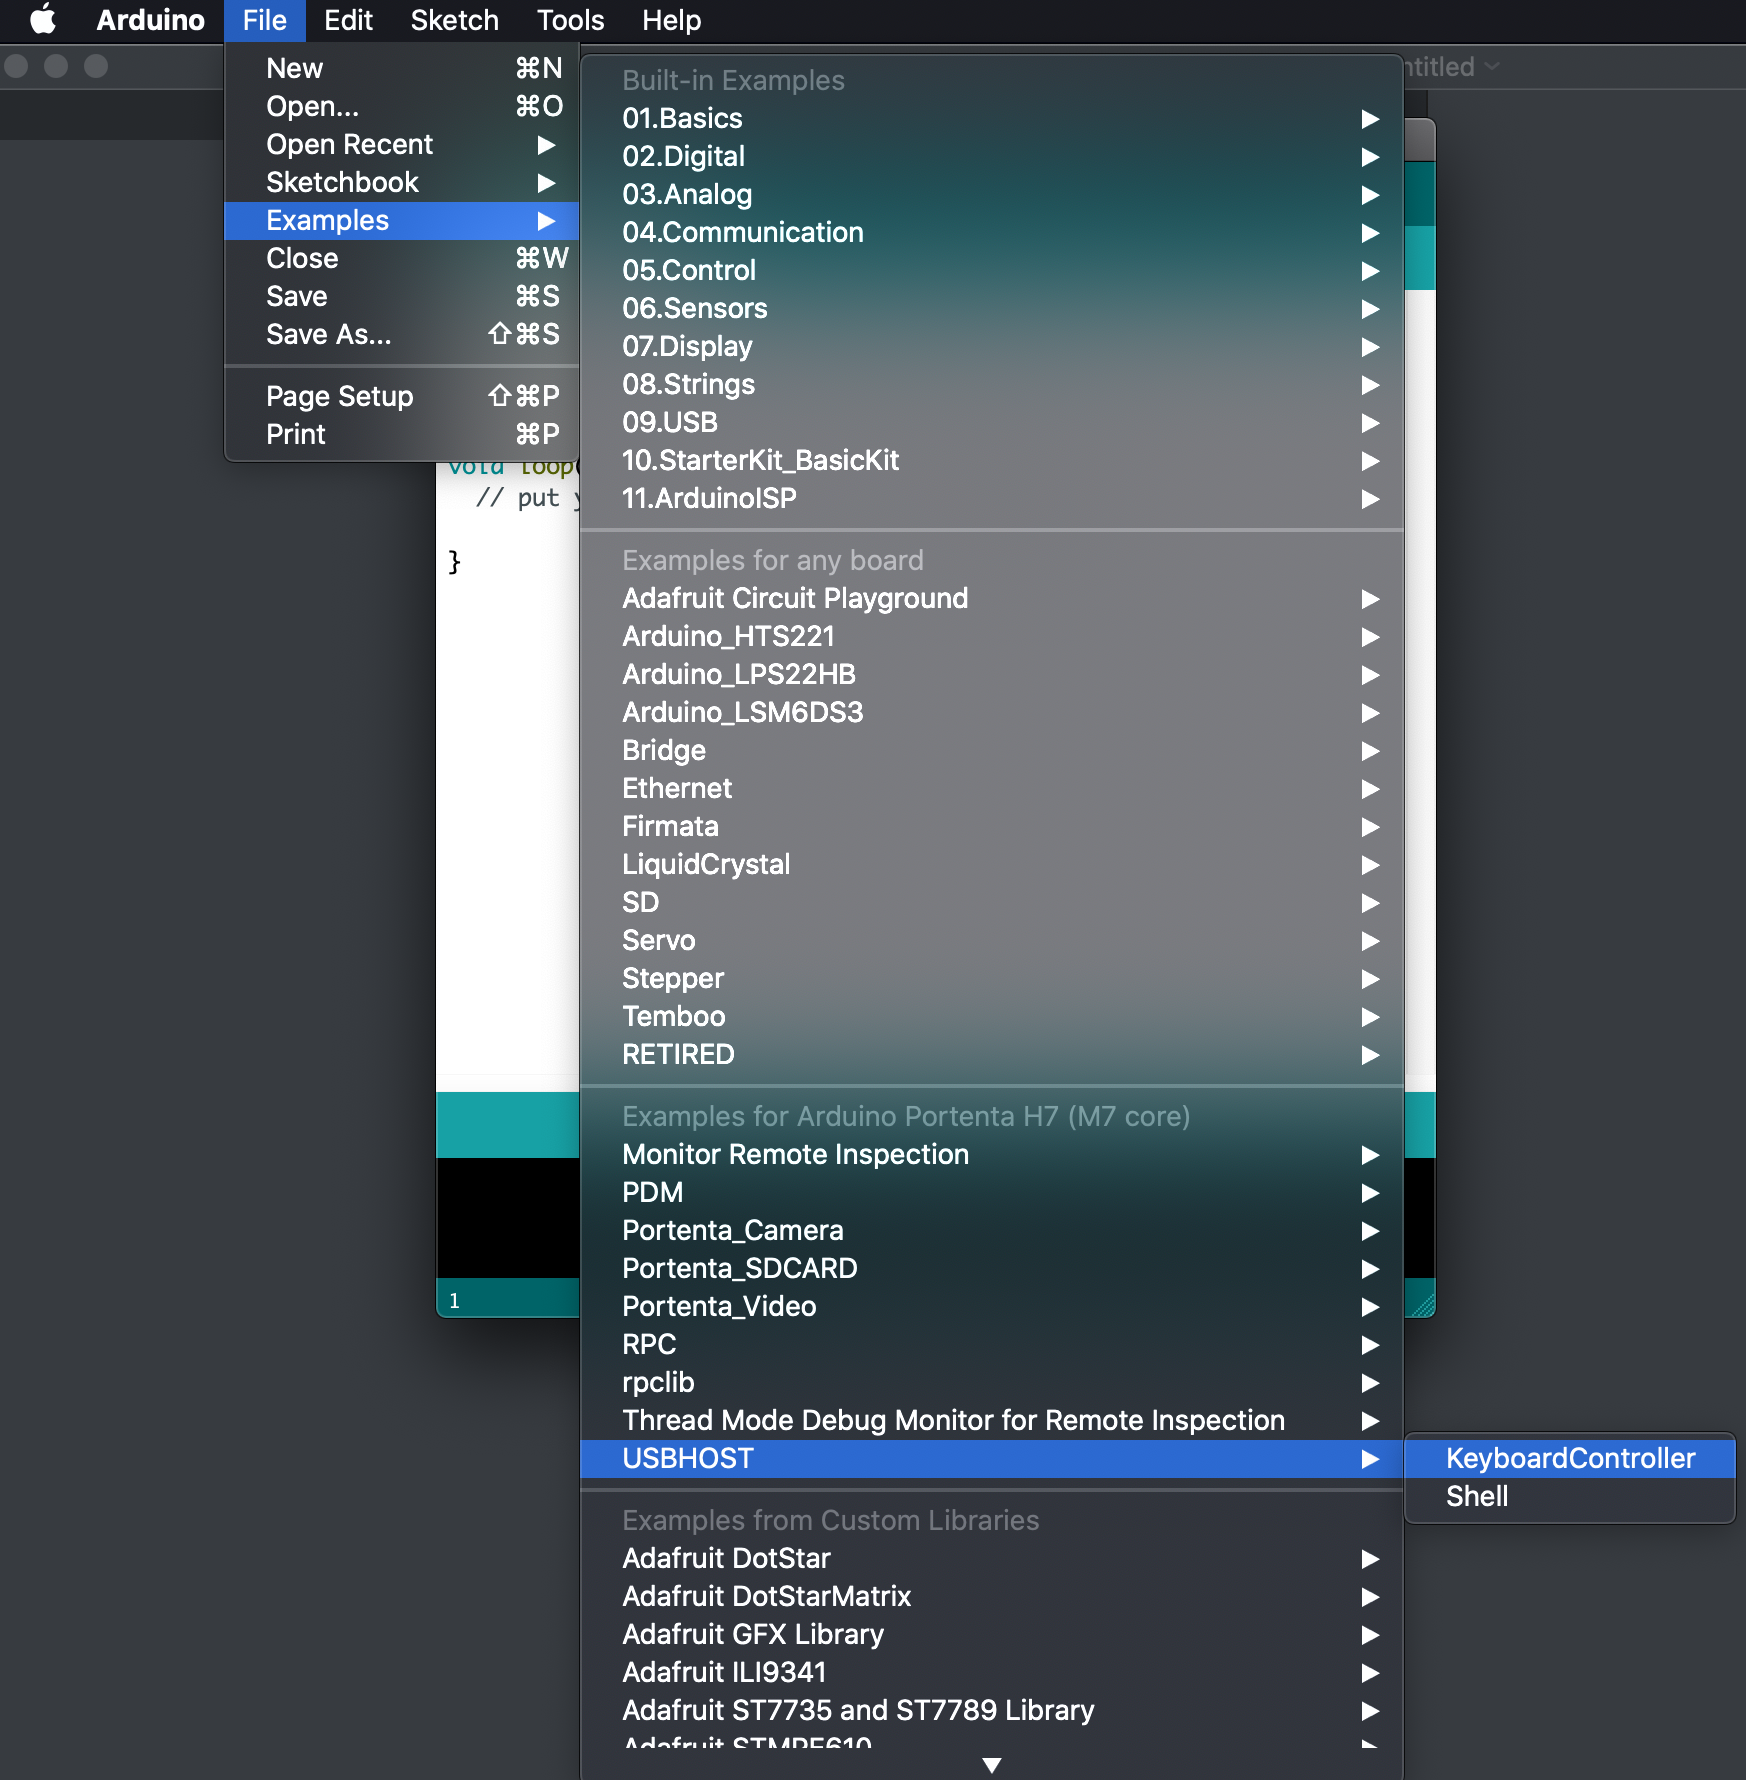 Arduino File Edit Sketch Tools Help
New ⌘N
Open... ⌘O
Open Recent
Sketchbook
Examples
Close ⌘W
Save ⌘S
Save As... ⇧⌘S
Page Setup ⇧⌘P
Print ⌘P
Built-in Examples
01.Basics
02.Digital
03.Analog
04.Communication
05.Control
06.Sensors
07.Display
08.Strings
09.USB
10.StarterKit_BasicKit
11.ArduinoISP
Examples for any board
Adafruit Circuit Playground
Arduino_HTS221
Arduino_LPS22HB
Arduino_LSM6DS3
Bridge
Ethernet
Firmata
LiquidCrystal
SD
Servo
Stepper
Temboo
RETIRED
Examples for Arduino Portenta H7 (M7 core)
Monitor Remote Inspection
PDM
Portenta_Camera
Portenta_SDCARD
Portenta_Video
RPC
rpclib
Thread Mode Debug Monitor for Remote Inspection
USBHOST
Examples from Custom Libraries
Adafruit DotStar
Adafruit DotStarMatrix
Adafruit GFX Library
Adafruit ILI9341
Adafruit ST7735 and ST7789 Library
Adafruit STMPE610
KeyboardController
Shell
ntitled
void loop(
// put
}
1